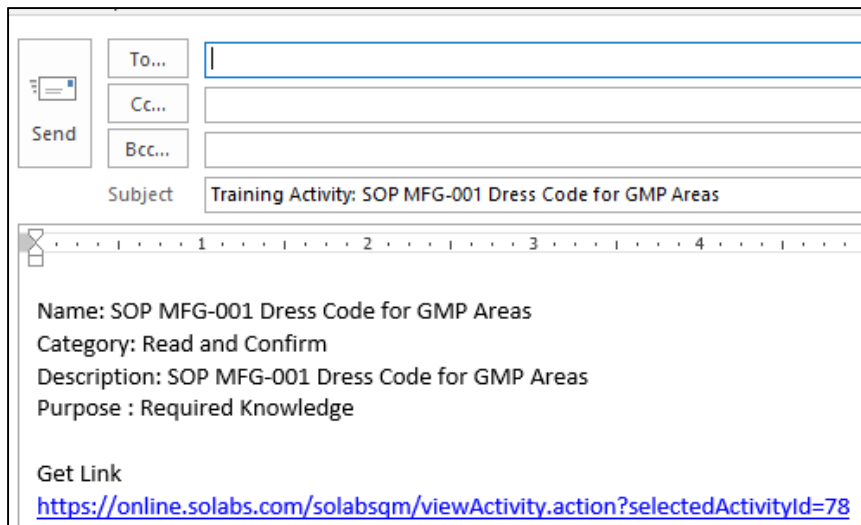 To...
Cc...
Send
Bcc...
Subject
Training Activity: SOP MFG-001 Dress Code for GMP Areas
1 2 3 4
Name: SOP MFG-001 Dress Code for GMP Areas
Category: Read and Confirm
Description: SOP MFG-001 Dress Code for GMP Areas
Purpose : Required Knowledge
Get Link
https://online.solabs.com/solabsqm/viewActivity.action?selectedActivityId=78